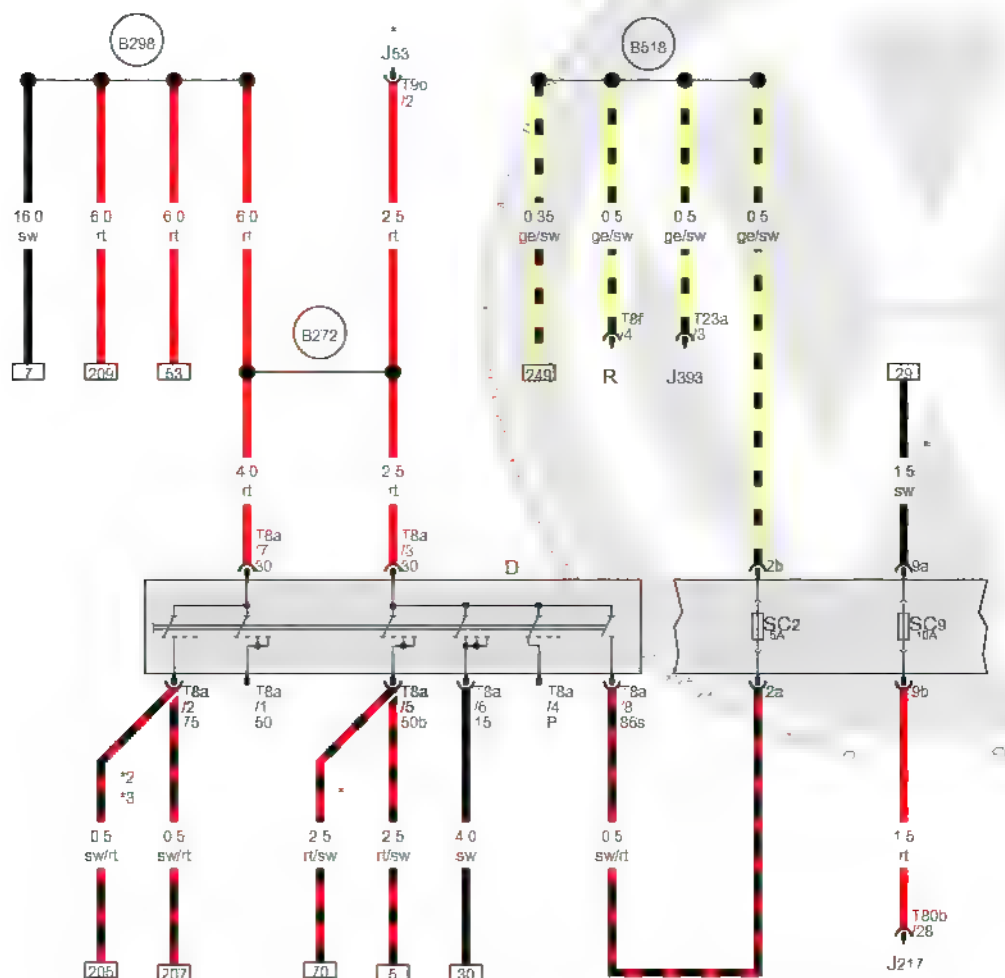 B298
*
J53
T9b
/2
B518
16 0
sw
6 0
rt
6 0
rt
6 0
rt
2 5
rt
0 35
ge/sw
0 5
ge/sw
0 5
ge/sw
0 5
ge/sw
T8f
/4
T23a
/3
B272
7
209
53
249
R
J393
29
4 0
rt
2 5
rt
1 5
sw
*
T8a
/7
30
T8a
/3
30
D
2b
9a
SC2
5A
SC9
10A
T8a
/2
75
T8a
/1
50
T8a
/5
50b
T8a
/6
15
T8a
/4
P
T8a
/8
86s
2a
9b
*2
*3
*
0 5
sw/rt
0 5
sw/rt
2 5
rt/sw
2 5
rt/sw
4 0
sw
0 5
sw/rt
1 5
rt
T80b
/28
J217
205
207
70
5
30